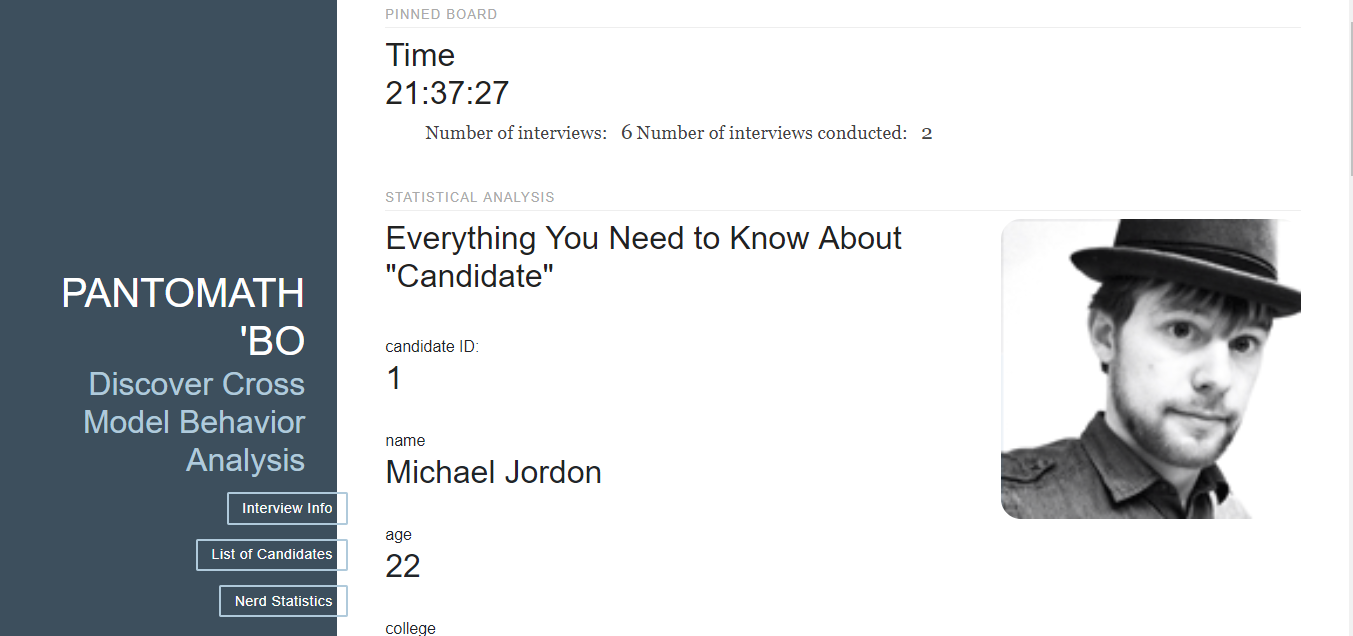 PANTOMATH
'BO
Discover Cross
Model Behavior
Analysis
Interview Info
List of Candidates
Nerd Statistics
PINNED BOARD
Time
21:37:27
Number of interviews: 6 Number of interviews conducted: 2
STATISTICAL ANALYSIS
Everything You Need to Know About
"Candidate"
candidate ID:
1
name
Michael Jordon
age
22
college